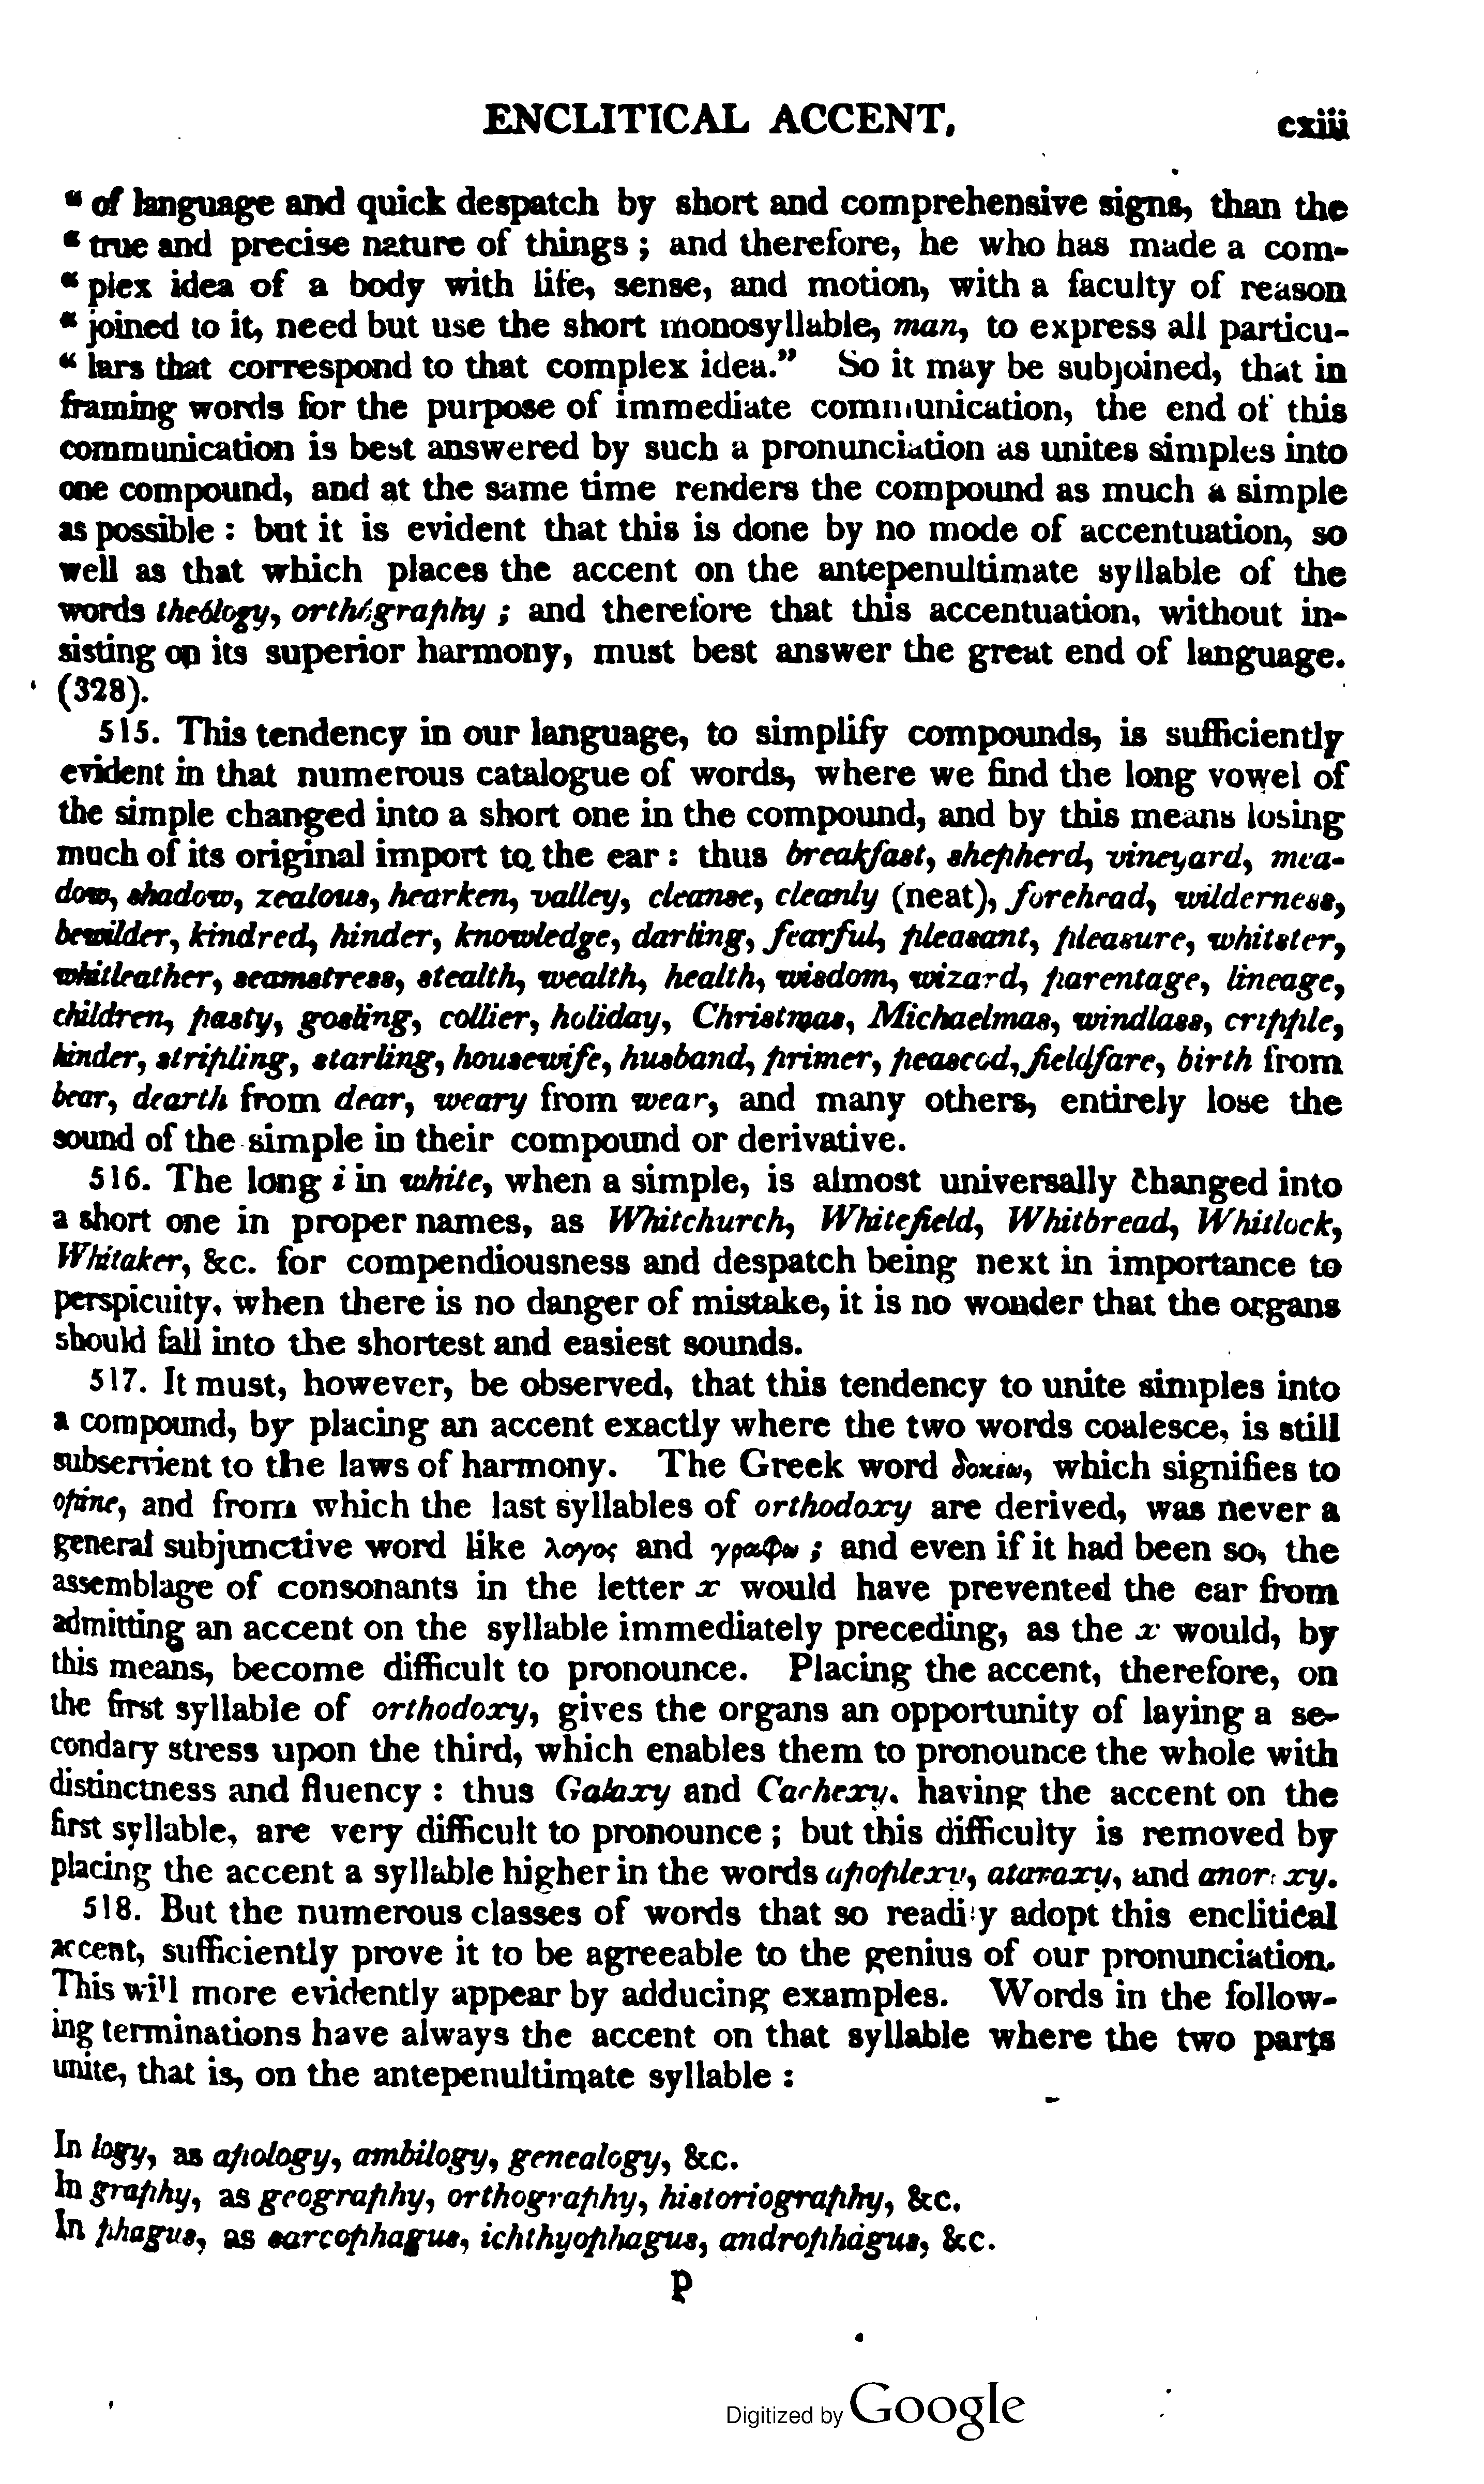 ENCLITICAL ACCENT. cxiii
“ of language and quick despatch by short and comprehensive signs, than the
“ true and precise nature of things ; and therefore, he who has made a com-
“ plex idea of a body with life, sense, and motion, with a faculty of reason
“ joined to it, need but use the short monosyllable, man, to express all particu-
“ lars that correspond to that complex idea.” So it may be subjoined, that in
framing words for the purpose of immediate communication, the end of this
communication is best answered by such a pronunciation as unites simples into
one compound, and at the same time renders the compound as much a simple
as possible : but it is evident that this is done by no mode of accentuation, so
well as that which places the accent on the antepenultimate syllable of the
words theólogy, orthógraphy ; and therefore that this accentuation, without in-
sisting on its superior harmony, must best answer the great end of language.
(328).
515. This tendency in our language, to simplify compounds, is sufficiently
evident in that numerous catalogue of words, where we find the long vowel of
the simple changed into a short one in the compound, and by this means losing
much of its original import to the ear : thus breakfast, shepherd, vineyard, mea-
dow, shadow, zealous, hearken, valley, cleanse, cleanly (neat), forehead, wilderness,
bewilder, kindred, hinder, knowledge, darling, fearful, pleasant, pleasure, whitster,
whitleather, seamstress, stealth, wealth, health, wisdom, wizard, parentage, lineage,
children, pasty, gosling, collier, holiday, Christmas, Michaelmas, windlass, cripple,
hinder, stripling, starling, housewife, husband, primer, peascod, fieldfare, birth from
bear, dearth from dear, weary from wear, and many others, entirely lose the
sound of the simple in their compound or derivative.
516. The long i in white, when a simple, is almost universally changed into
a short one in proper names, as Whitchurch, Whitefield, Whitbread, Whitlock,
Whitaker, &c. for compendiousness and despatch being next in importance to
perspicuity, when there is no danger of mistake, it is no wonder that the organs
should fall into the shortest and easiest sounds.
517. It must, however, be observed, that this tendency to unite simples into
a compound, by placing an accent exactly where the two words coalesce, is still
subservient to the laws of harmony. The Greek word δοκέω, which signifies to
opine, and from which the last syllables of orthodoxy are derived, was never a
general subjunctive word like λογος and γραφω ; and even if it had been so, the
assemblage of consonants in the letter x would have prevented the ear from
admitting an accent on the syllable immediately preceding, as the x would, by
this means, become difficult to pronounce. Placing the accent, therefore, on
the first syllable of orthodoxy, gives the organs an opportunity of laying a se-
condary stress upon the third, which enables them to pronounce the whole with
distinctness and fluency : thus Galaxy and Cachexy, having the accent on the
first syllable, are very difficult to pronounce ; but this difficulty is removed by
placing the accent a syllable higher in the words apoplexy, ataraxy, and anorexy.
518. But the numerous classes of words that so readily adopt this enclitical
accent, sufficiently prove it to be agreeable to the genius of our pronunciation.
This will more evidently appear by adducing examples. Words in the follow-
ing terminations have always the accent on that syllable where the two parts
unite, that is, on the antepenultimate syllable :
In logy, as apology, ambilogy, genealogy, &c.
In graphy, as geography, orthography, historiography, &c.
In phagus, as sarcophagus, ichthyophagus, androphagus, &c.
P
Digitized by Google